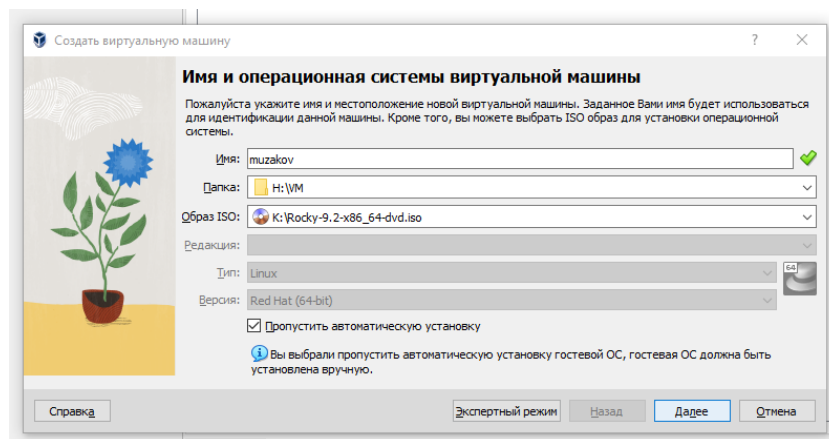 Создать виртуальную машину
?
Имя и операционная системы виртуальной машины
Пожалуйста укажите имя и местоположение новой виртуальной машины. Заданное Вами имя будет использоваться
для идентификации данной машины. Кроме того, вы можете выбрать ISO образ для установки операционной
системы.
Имя: muzakov
Папка: H:\VM
Образ ISO: K:\Rocky-9.2-x86_64-dvd.iso
Редакция:
Тип: Linux
64
Версия: Red Hat (64-bit)
Пропустить автоматическую установку
Вы выбрали пропустить автоматическую установку гостевой ОС, гостевая ОС должна быть
установлена вручную.
Справка Экспертный режим Назад Далее Отмена